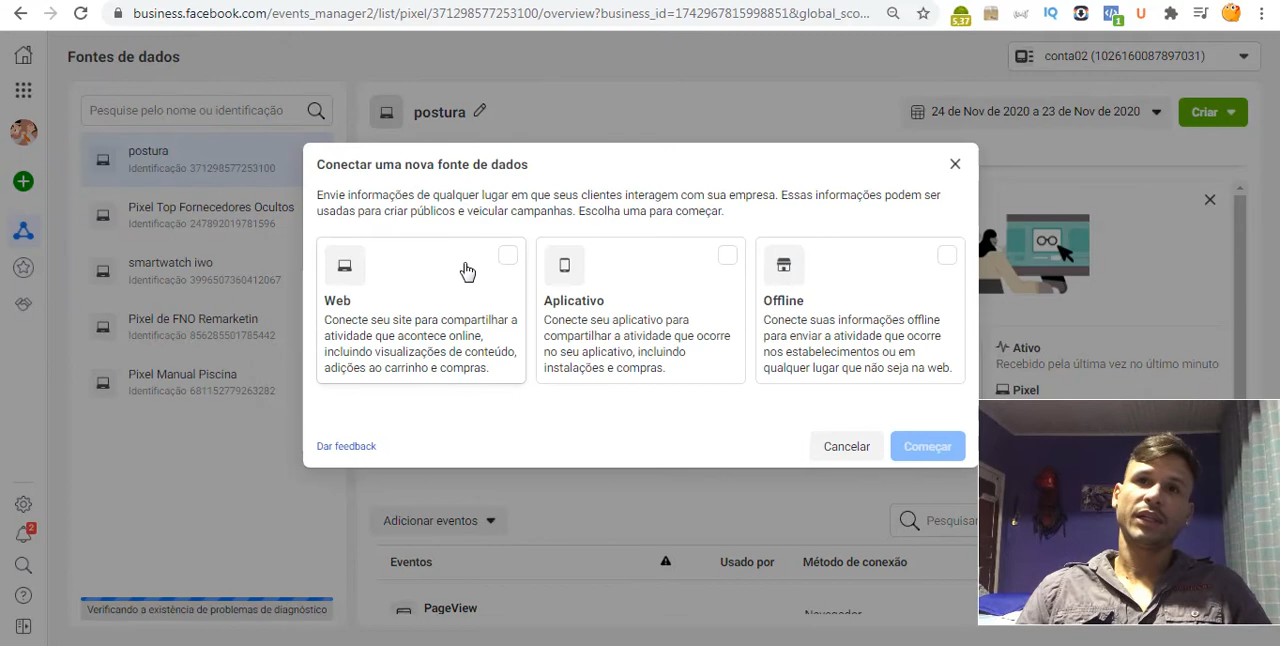 business.facebook.com/events_manager2/list/pixel/371298577253100/overview?business_id=1742967815998851&global_sco...
5,37
IQ
1
U
Fontes de dados
conta02 (1026160087897031)
Pesquise pelo nome ou identificação
postura
24 de Nov de 2020 a 23 de Nov de 2020
Criar
postura
Identificação 371298577253100
Pixel Top Fornecedores Ocultos
Identificação 247892019781596
smartwatch iwo
Identificação 3996507360412067
Pixel de FNO Remarketin
Identificação 856285501785442
Pixel Manual Piscina
Identificação 681152779263282
Conectar uma nova fonte de dados
Envie informações de qualquer lugar em que seus clientes interagem com sua empresa. Essas informações podem ser
usadas para criar públicos e veicular campanhas. Escolha uma para começar.
Web
Conecte seu site para compartilhar a
atividade que acontece online,
incluindo visualizações de conteúdo,
adições ao carrinho e compras.
Aplicativo
Conecte seu aplicativo para
compartilhar a atividade que ocorre
no seu aplicativo, incluindo
instalações e compras.
Offline
Conecte suas informações offline
para enviar a atividade que ocorre
nos estabelecimentos ou em
qualquer lugar que não seja na web.
Dar feedback
Cancelar
Começar
Ativo
Recebido pela última vez no último minuto
Pixel
2
Adicionar eventos
Pesquisar
Eventos
Usado por
Método de conexão
PageView
Navegador
Verificando a existência de problemas de diagnóstico